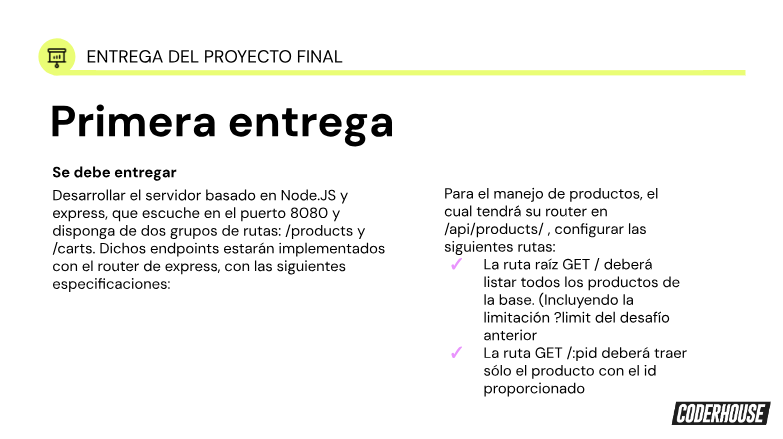 ENTREGA DEL PROYECTO FINAL
Primera entrega
Se debe entregar
Desarrollar el servidor basado en Node.JS y
express, que escuche en el puerto 8080 y
disponga de dos grupos de rutas: /products y
/carts. Dichos endpoints estarán implementados
con el router de express, con las siguientes
especificaciones:
Para el manejo de productos, el
cual tendrá su router en
/api/products/ , configurar las
siguientes rutas:
✓ La ruta raíz GET / deberá
listar todos los productos de
la base. (Incluyendo la
limitación ?limit del desafío
anterior
✓ La ruta GET /:pid deberá traer
sólo el producto con el id
proporcionado
CODERHOUSE